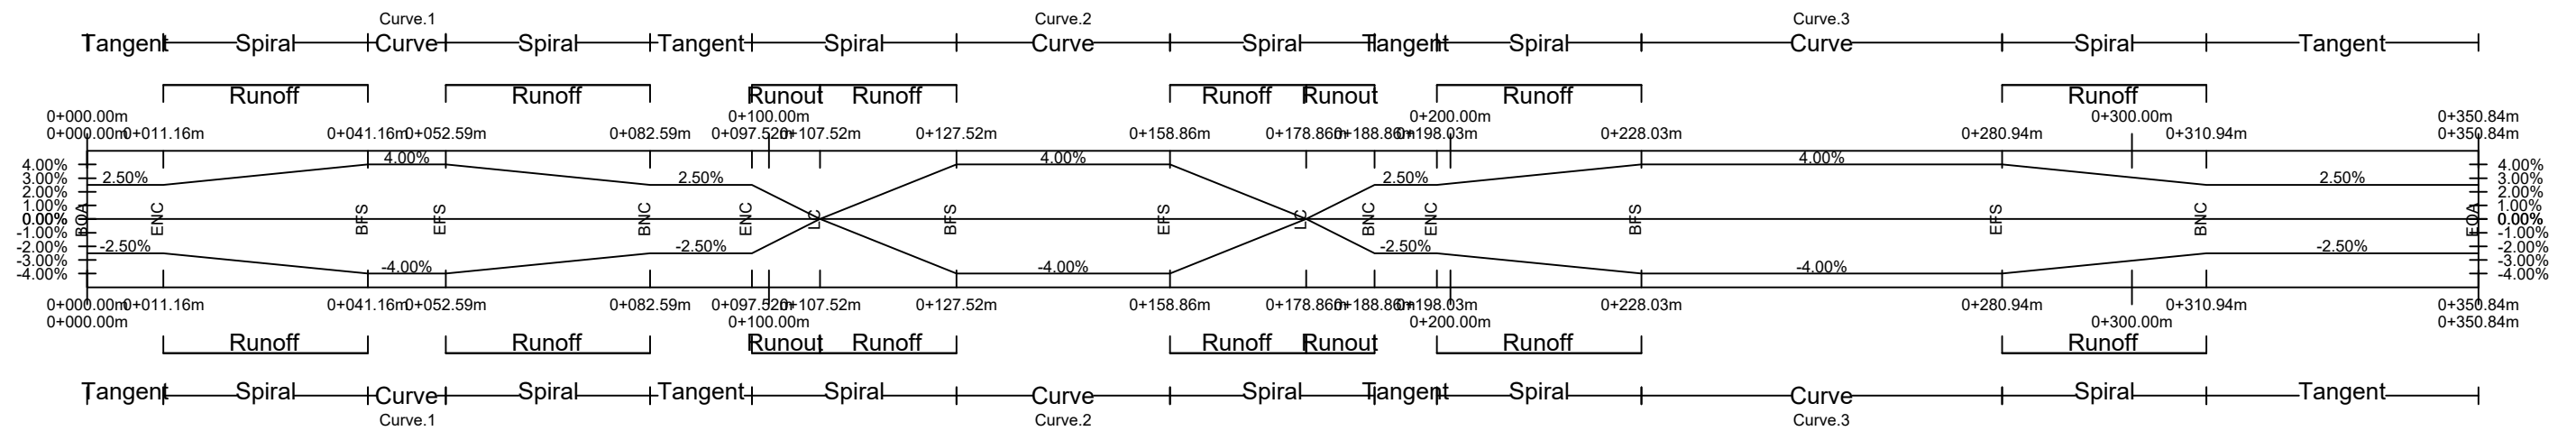 Curve.1 Curve.2 Curve.3
Tangent Spiral Curve Spiral Tangent Spiral Curve Spiral Tangent Spiral Curve Spiral Tangent
Runoff Runoff Runout Runoff Runoff Runout Runoff Runoff
0+000.00m 0+100.00m 0+200.00m 0+300.00m 0+350.84m
0+000.00m 0+011.16m 0+041.16m 0+052.59m 0+082.59m 0+097.52m 0+107.52m 0+127.52m 0+158.86m 0+178.86m 0+188.86m 0+198.03m 0+228.03m 0+280.94m 0+310.94m 0+350.84m
4.00% 4.00% 4.00% 4.00% 4.00%
3.00% 2.50% 2.50% 2.50% 2.50% 3.00%
2.00% 2.00%
1.00% 1.00%
0.00% BOA ENC BFS EFS BNC ENC LC BFS EFS LC BNC ENC BFS EFS BNC EOA 0.00%
-1.00% -1.00%
-2.00% -2.50% -2.50% -2.50% -2.50% -2.00%
-3.00% -3.00%
-4.00% -4.00% -4.00% -4.00% -4.00%
0+000.00m 0+011.16m 0+041.16m 0+052.59m 0+082.59m 0+097.52m 0+107.52m 0+127.52m 0+158.86m 0+178.86m 0+188.86m 0+198.03m 0+228.03m 0+280.94m 0+310.94m 0+350.84m
0+000.00m 0+100.00m 0+200.00m 0+300.00m 0+350.84m
Runoff Runoff Runout Runoff Runoff Runout Runoff Runoff
Tangent Spiral Curve Spiral Tangent Spiral Curve Spiral Tangent Spiral Curve Spiral Tangent
Curve.1 Curve.2 Curve.3